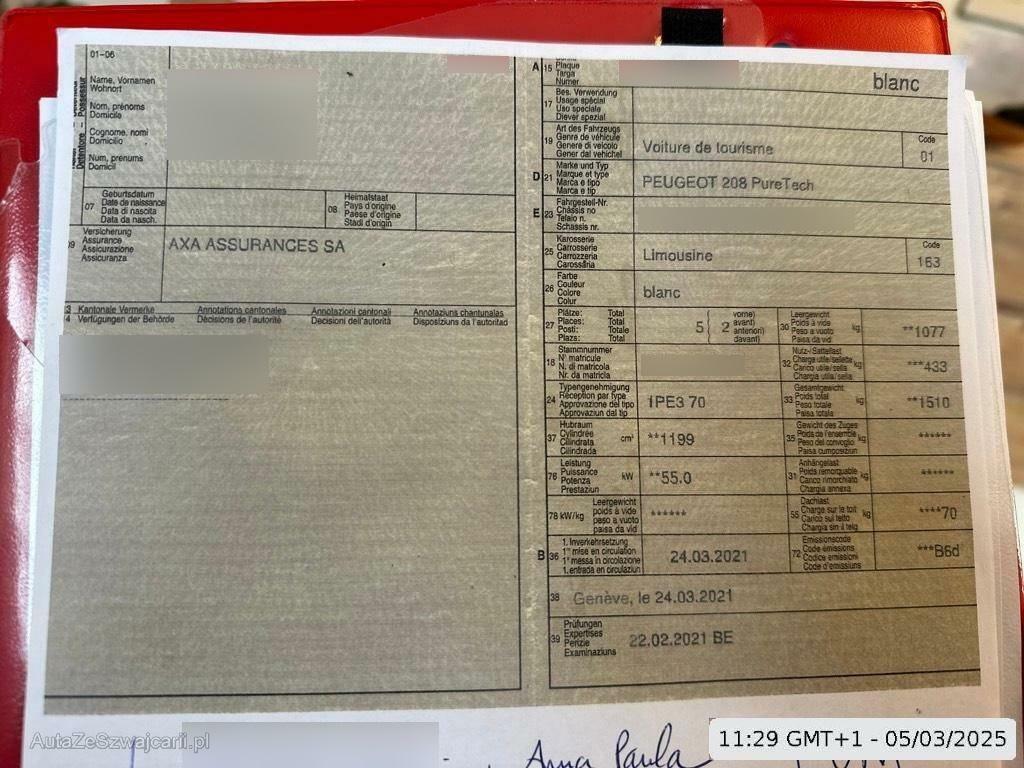 01-06
Name, Vornamen
Wohnort
Nom, prénoms
Domicile
Cognome, nomi
Domicilio
Num, prenums
Domicil
Détentore – Possessur
07
Geburtsdatum
Date de naissance
Data di nascita
Data da nasch.
08
Heimatstaat
Pays d'origine
Paese d'origine
Stadi d'origin
09
Versicherung
Assurance
Assicurazione
Assicuranza
AXA ASSURANCES SA
Kantonale Vermerke
Annotations cantonales
Annotazioni cantonali
Annotaziuns chantunalas
Verfügungen der Behörde
Décisions de l'autorité
Decisioni dell'autorità
Disposiziuns da l'autoritad
A 15
Plaque
Targa
Numer
blanc
17
Bes. Verwendung
Usage spécial
Uso speciale
Diever spezial
19
Art des Fahrzeugs
Genre de véhicule
Genere di veicolo
Gener dal vehichel
Voiture de tourisme
Code
01
D 21
Marke und Typ
Marque et type
Marca e tipo
Marca e tip
PEUGEOT 208 PureTech
E 23
Fahrgestell-Nr.
Châssis no
Telaio n.
Schassis nr.
25
Karosserie
Carrosserie
Carrozzeria
Carossaria
Limousine
Code
163
26
Farbe
Couleur
Colore
Colur
blanc
27
Plätze: Total
Places: Total
Posti: Totale
Plazs: Total
5 ( 2
vorne)
avant)
anteriori)
davant)
30
Leergewicht
Poids à vide
Peso a vuoto
Paisa da vid
kg
**1077
18
Stammnummer
N° matricule
N. di matricola
Nr. da matricla
32
Nutz-/Sattellast
Charge utile/sellette
Carico utile/sella
Chargia utila/sella
kg
***433
24
Typengenehmigung
Réception par type
Approvazione del tipo
Approvaziun dal tip
1PE3 70
33
Gesamtgewicht
Poids total
Peso totale
Paisa totala
kg
**1510
37
Hubraum
Cylindrée
Cilindrata
Cilindrada
cm³
**1199
35
Gewicht des Zuges
Poids de l'ensemble
Peso del convoglio
Paisa cumposiziun
kg
******
76
Leistung
Puissance
Potenza
Prestaziun
kW
**55.0
31
Anhängelast
Poids remorquable
Carico rimorchiato
Chargia annexa
kg
******
78 kW/kg
Leergewicht
poids à vide
peso a vuoto
paisa da vid
******
55
Dachlast
Charge sur le toit
Carico sul tetto
Chargia sin il tetg
kg
****70
B 36
1. Inverkehrsetzung
1re mise en circulation
1a messa in circolazione
1. entrada en circulaziun
24.03.2021
72
Emissionscode
Code émissions
Codice emissioni
Code d'emissiuns
***B6d
38
Genève, le 24.03.2021
39
Prüfungen
Expertises
Perizie
Examinaziuns
22.02.2021 BE
AutaZeSzwajcarii.pl
Anna Paula
11:29 GMT+1 - 05/03/2025